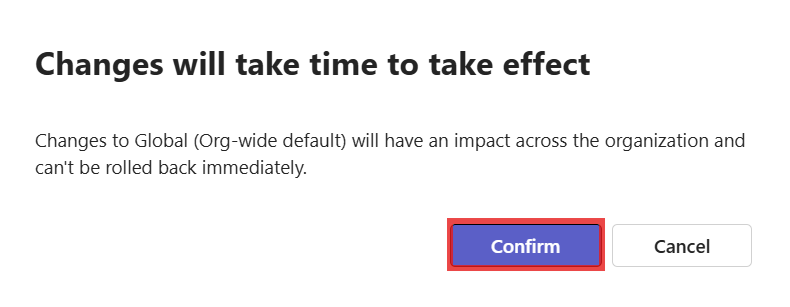 Changes will take time to take effect
Changes to Global (Org-wide default) will have an impact across the organization and
can't be rolled back immediately.
Confirm
Cancel